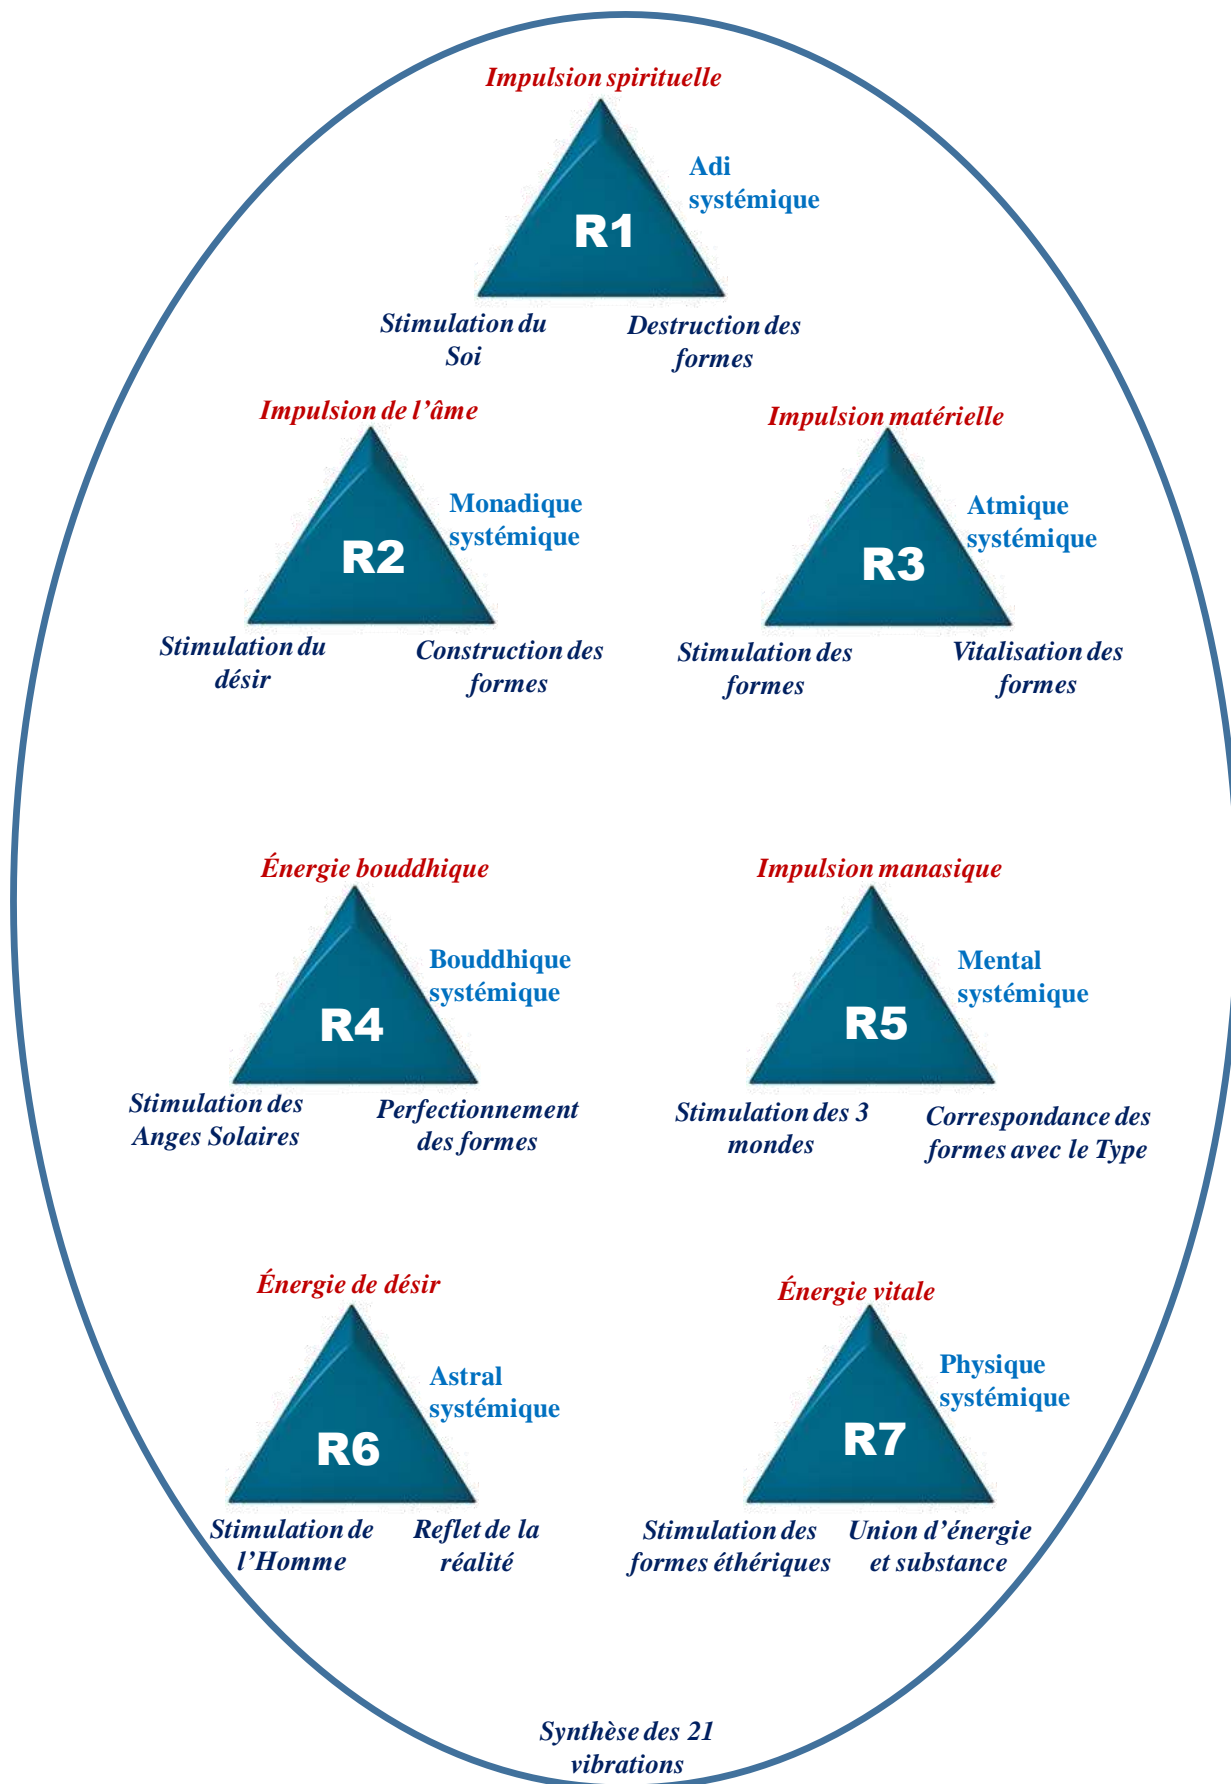 Impulsion spirituelle
Adi
systémique
R1
Stimulation du
Soi
Destruction des
formes
Impulsion de l’âme
Monadique
systémique
R2
Stimulation du
désir
Construction des
formes
Impulsion matérielle
Atmique
systémique
R3
Stimulation des
formes
Vitalisation des
formes
Énergie bouddhique
Bouddhique
systémique
R4
Stimulation des
Anges Solaires
Perfectionnement
des formes
Impulsion manasique
Mental
systémique
R5
Stimulation des 3
mondes
Correspondance des
formes avec le Type
Énergie de désir
Astral
systémique
R6
Stimulation de
l’Homme
Reflet de la
réalité
Énergie vitale
Physique
systémique
R7
Stimulation des
formes éthériques
Union d’énergie
et substance
Synthèse des 21
vibrations